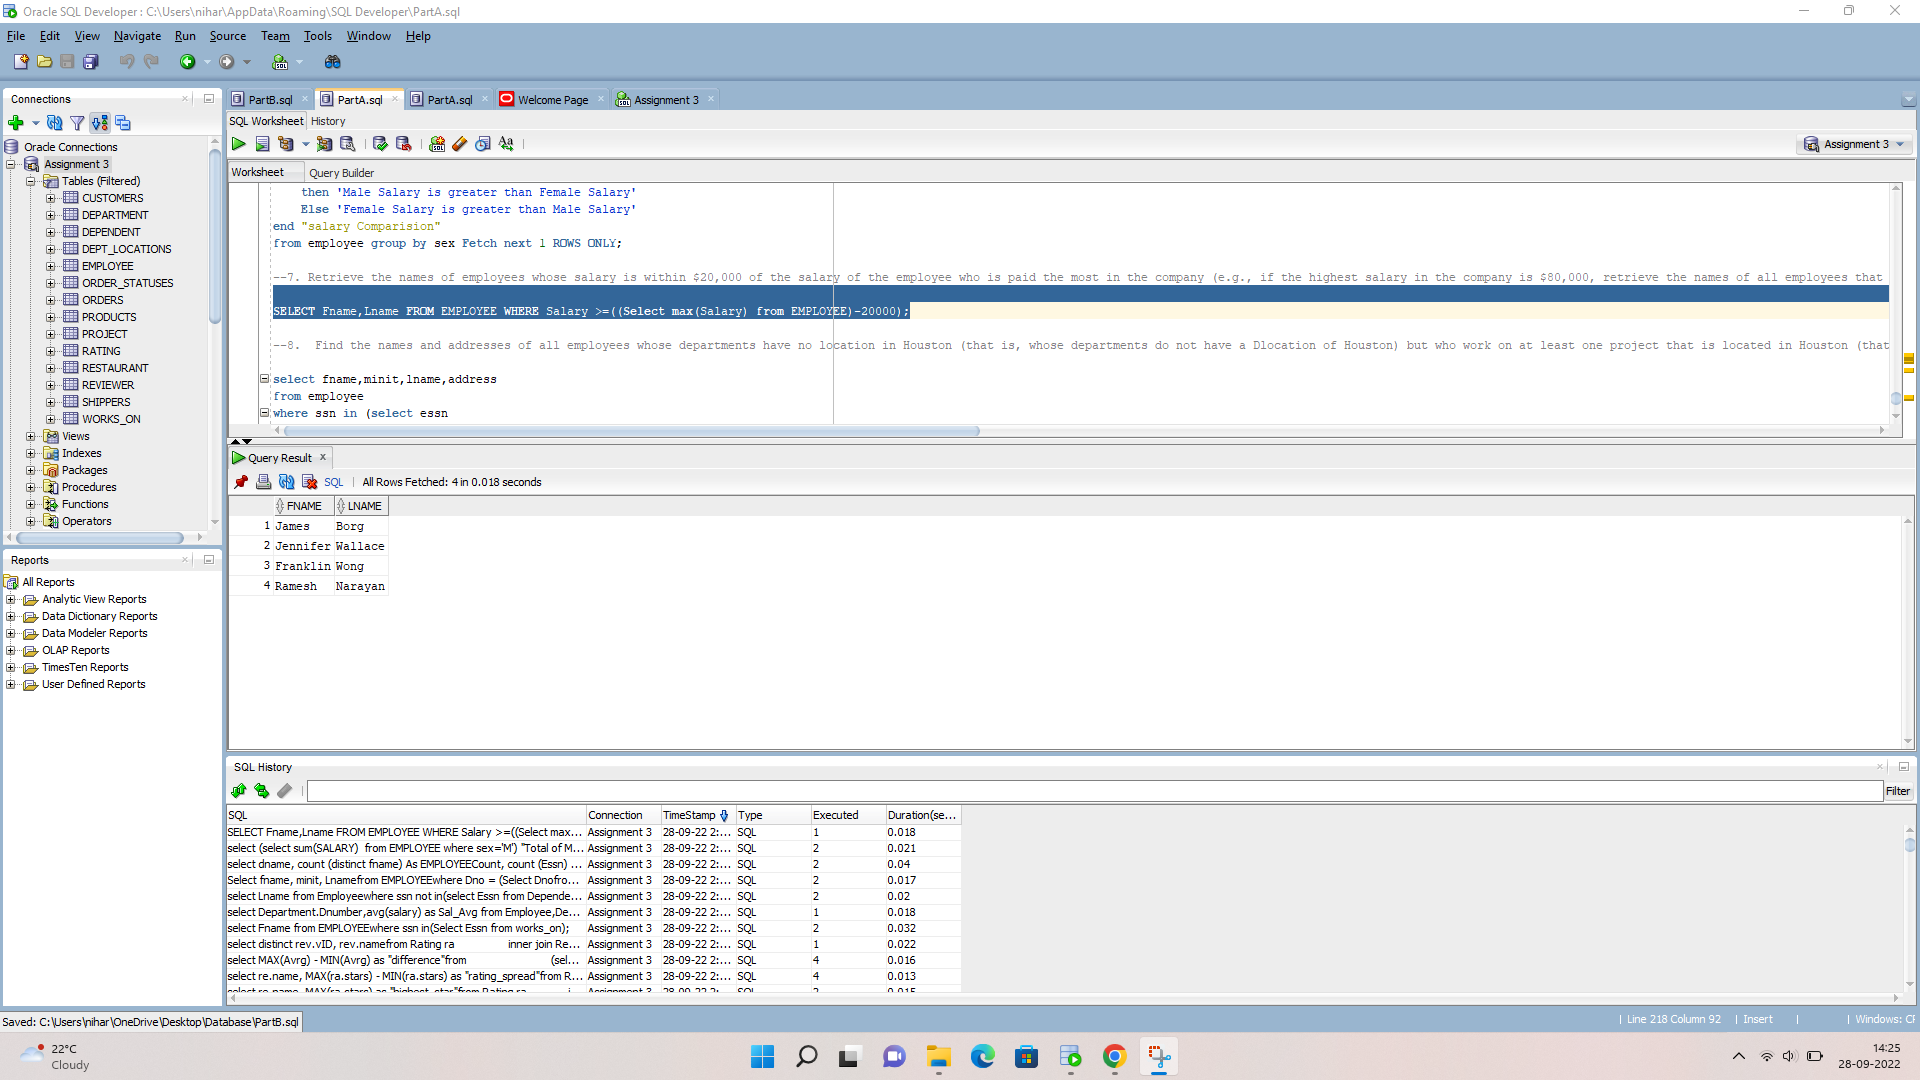 Oracle SQL Developer : C:\Users\nihar\AppData\Roaming\SQL Developer\PartA.sql
File Edit View Navigate Run Source Team Tools Window Help
Connections
Oracle Connections
Assignment 3
Tables (Filtered)
CUSTOMERS
DEPARTMENT
DEPENDENT
DEPT_LOCATIONS
EMPLOYEE
ORDER_STATUSES
ORDERS
PRODUCTS
PROJECT
RATING
RESTAURANT
REVIEWER
SHIPPERS
WORKS_ON
Views
Indexes
Packages
Procedures
Functions
Operators
Reports
All Reports
Analytic View Reports
Data Dictionary Reports
Data Modeler Reports
OLAP Reports
TimesTen Reports
User Defined Reports
PartB.sql PartA.sql PartA.sql Welcome Page Assignment 3
SQL Worksheet History
Assignment 3
Worksheet Query Builder
then 'Male Salary is greater than Female Salary'
Else 'Female Salary is greater than Male Salary'
end "salary Comparision"
from employee group by sex Fetch next 1 ROWS ONLY;
--7. Retrieve the names of employees whose salary is within $20,000 of the salary of the employee who is paid the most in the company (e.g., if the highest salary in the company is $80,000, retrieve the names of all employees that
SELECT Fname,Lname FROM EMPLOYEE WHERE Salary >=((Select max(Salary) from EMPLOYEE)-20000);
--8. Find the names and addresses of all employees whose departments have no location in Houston (that is, whose departments do not have a Dlocation of Houston) but who work on at least one project that is located in Houston (that
select fname,minit,lname,address
from employee
where ssn in (select essn
Query Result x
SQL | All Rows Fetched: 4 in 0.018 seconds
FNAME LNAME
1 James Borg
2 Jennifer Wallace
3 Franklin Wong
4 Ramesh Narayan
SQL History
Filter
SQL Connection TimeStamp Type Executed Duration(se...
SELECT Fname,Lname FROM EMPLOYEE WHERE Salary >=((Select max... Assignment 3 28-09-22 2:... SQL 1 0.018
select (select sum(SALARY) from EMPLOYEE where sex='M') "Total of M... Assignment 3 28-09-22 2:... SQL 2 0.021
select dname, count (distinct fname) As EMPLOYEECount, count (Essn) ... Assignment 3 28-09-22 2:... SQL 2 0.04
Select fname, minit, Lnamefrom EMPLOYEEwhere Dno = (Select Dnofro... Assignment 3 28-09-22 2:... SQL 2 0.017
select Lname from Employeewhere ssn not in(select Essn from Depende... Assignment 3 28-09-22 2:... SQL 2 0.02
select Department.Dnumber,avg(salary) as Sal_Avg from Employee,De... Assignment 3 28-09-22 2:... SQL 1 0.018
select Fname from EMPLOYEEwhere ssn in(Select Essn from works_on); Assignment 3 28-09-22 2:... SQL 2 0.032
select distinct rev.vID, rev.namefrom Rating ra inner join Re... Assignment 3 28-09-22 2:... SQL 1 0.022
select MAX(Avrg) - MIN(Avrg) as "difference"from (sel... Assignment 3 28-09-22 2:... SQL 4 0.016
select re.name, MAX(ra.stars) - MIN(ra.stars) as "rating_spread"from R... Assignment 3 28-09-22 2:... SQL 4 0.013
select re.name, MAX(ra.stars) as "highest_star"from Rating ra Assignment 3 28-09-22 2:... SQL 2 0.015
Saved: C:\Users\nihar\OneDrive\Desktop\Database\PartB.sql
Line 218 Column 92 | Insert | | Windows: CF
22°C
Cloudy
14:25
28-09-2022